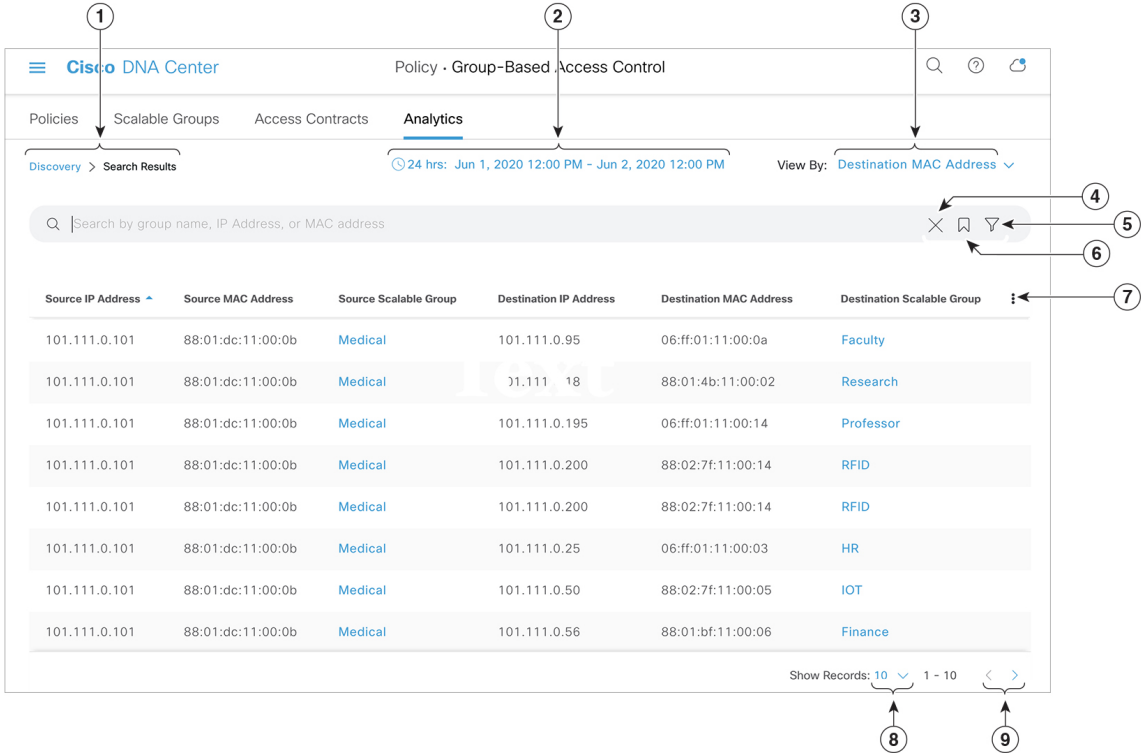 1 2 3
Cisco DNA Center Policy · Group-Based Access Control
Policies Scalable Groups Access Contracts Analytics
Discovery > Search Results 24 hrs: Jun 1, 2020 12:00 PM - Jun 2, 2020 12:00 PM View By: Destination MAC Address
4
Search by group name, IP Address, or MAC address
5
6
Source IP Address Source MAC Address Source Scalable Group Destination IP Address Destination MAC Address Destination Scalable Group
7
101.111.0.101 88:01:dc:11:00:0b Medical 101.111.0.95 06:ff:01:11:00:0a Faculty
Text
101.111.0.101 88:01:dc:11:00:0b Medical 18 88:01:4b:11:00:02 Research
101.111.0.101 88:01:dc:11:00:0b Medical 101.111.0.195 06:ff:01:11:00:14 Professor
101.111.0.101 88:01:dc:11:00:0b Medical 101.111.0.200 88:02:7f:11:00:14 RFID
101.111.0.101 88:01:dc:11:00:0b Medical 101.111.0.200 88:02:7f:11:00:14 RFID
101.111.0.101 88:01:dc:11:00:0b Medical 101.111.0.25 06:ff:01:11:00:03 HR
101.111.0.101 88:01:dc:11:00:0b Medical 101.111.0.50 88:02:7f:11:00:05 IOT
101.111.0.101 88:01:dc:11:00:0b Medical 101.111.0.56 88:01:bf:11:00:06 Finance
Show Records: 10 1 - 10
8 9